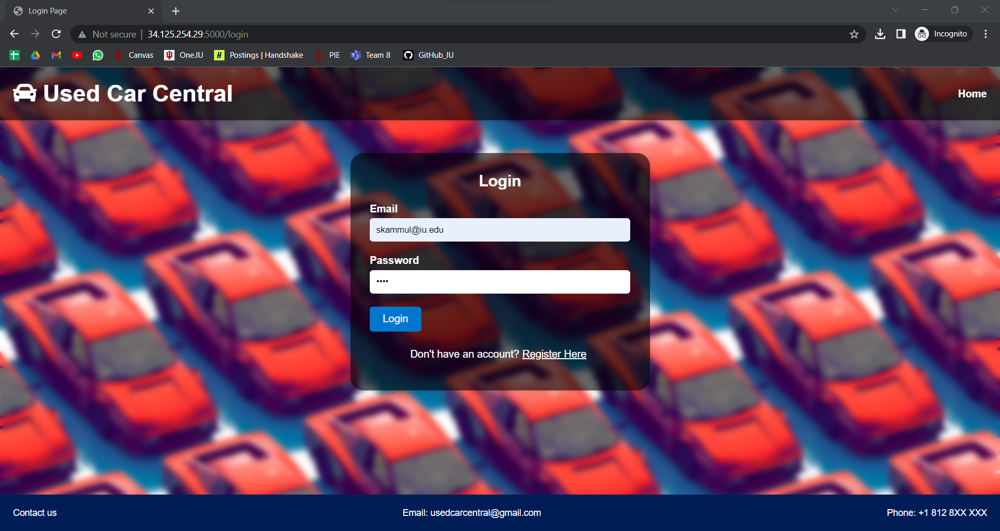 Login Page
Not secure | 34.125.254.29:5000/login
Incognito
Canvas One.IU Postings | Handshake PIE Team 8 GitHub_IU
Used Car Central
Home
Login
Email
skammul@iu.edu
Password
Login
Don't have an account? Register Here
Contact us
Email: usedcarcentral@gmail.com
Phone: +1 812 8XX XXX